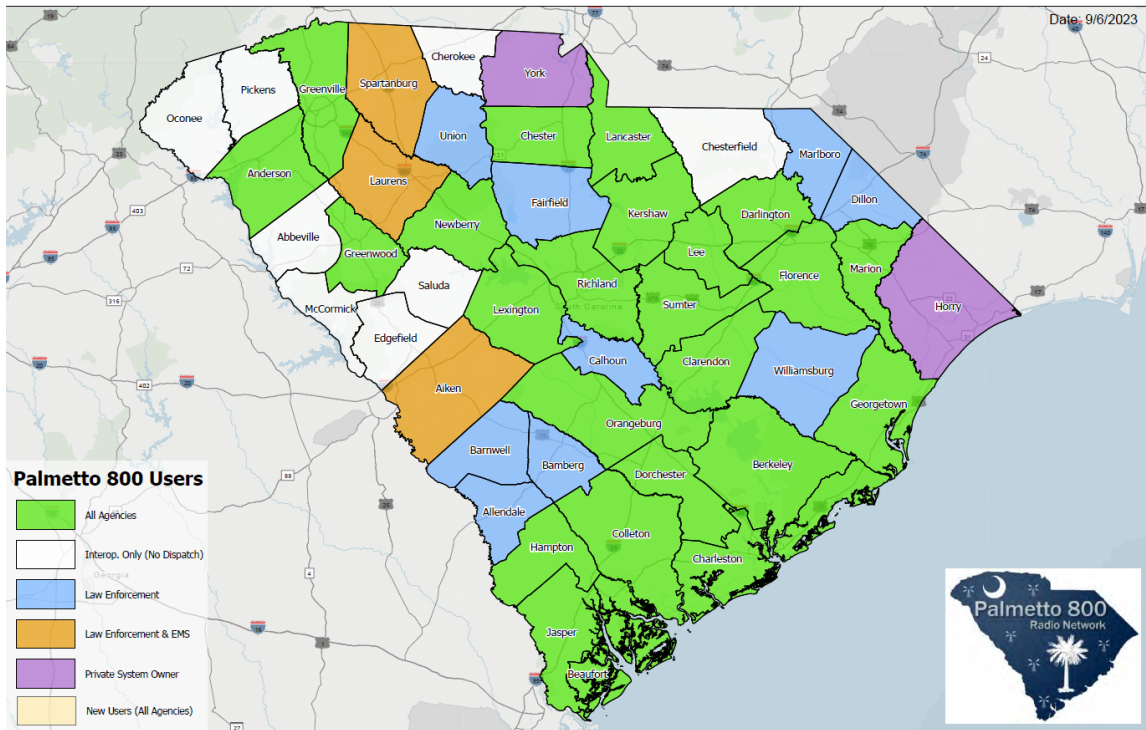 Date: 9/6/2023
Cherokee
York
Spartanburg
Greenville
Pickens
Oconee
Union
Chester
Lancaster
Chesterfield
Marlboro
Anderson
Laurens
Fairfield
Kershaw
Darlington
Dillon
Abbeville
Greenwood
Newberry
Lee
Florence
Marion
Saluda
Richland
McCormick
Lexington
Sumter
Horry
Edgefield
Calhoun
Clarendon
Williamsburg
Aiken
Georgetown
Orangeburg
Barnwell
Bamberg
Dorchester
Berkeley
Allendale
Colleton
Hampton
Charleston
Jasper
Beaufort
Palmetto 800 Users
All Agencies
Interop. Only (No Dispatch)
Law Enforcement
Law Enforcement & EMS
Private System Owner
New Users (All Agencies)
Georgia
Palmetto 800
Radio Network